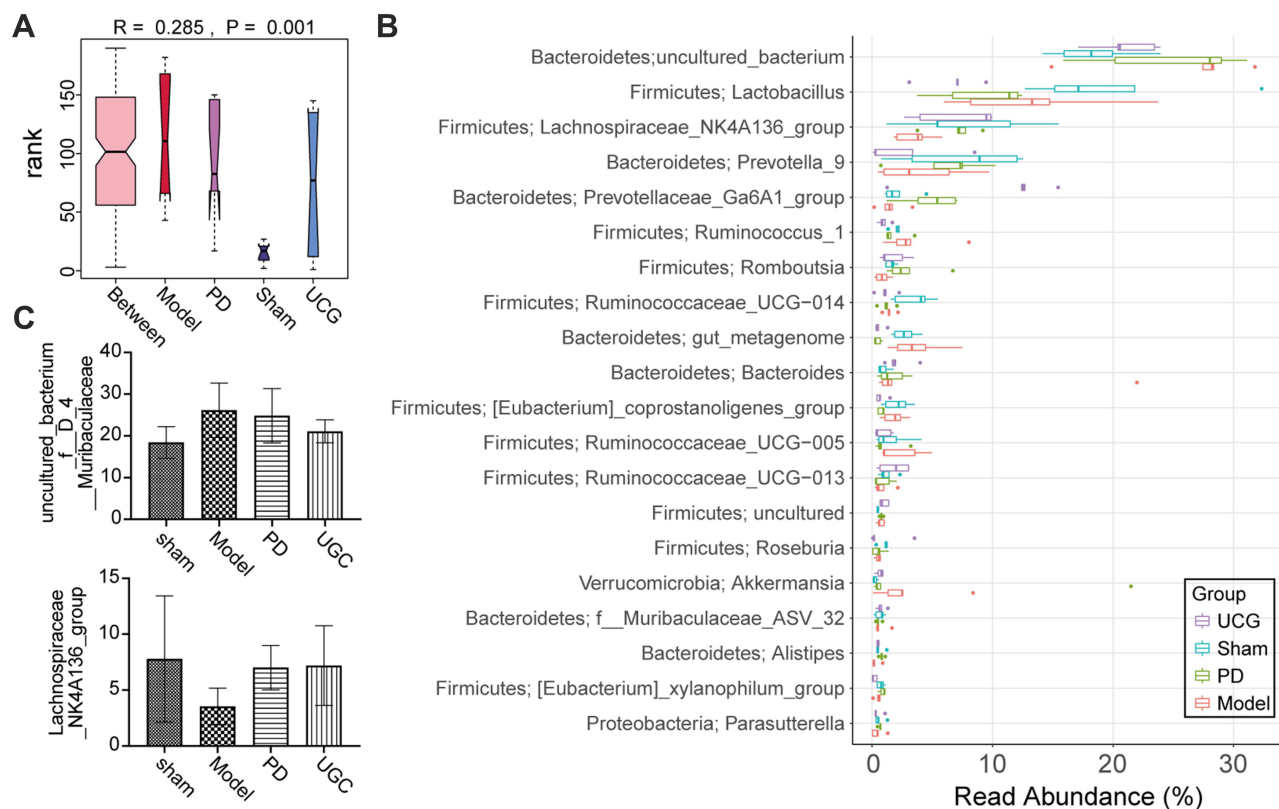 A
R = 0.285 , P = 0.001
rank
150
100
50
0
Between
Model
PD
Sham
UCG
B
Bacteroidetes;uncultured_bacterium
Firmicutes; Lactobacillus
Firmicutes; Lachnospiraceae_NK4A136_group
Bacteroidetes; Prevotella_9
Bacteroidetes; Prevotellaceae_Ga6A1_group
Firmicutes; Ruminococcus_1
Firmicutes; Romboutsia
Firmicutes; Ruminococcaceae_UCG-014
Bacteroidetes; gut_metagenome
Bacteroidetes; Bacteroides
Firmicutes; [Eubacterium]_coprostanoligenes_group
Firmicutes; Ruminococcaceae_UCG-005
Firmicutes; Ruminococcaceae_UCG-013
Firmicutes; uncultured
Firmicutes; Roseburia
Verrucomicrobia; Akkermansia
Bacteroidetes; f__Muribaculaceae_ASV_32
Bacteroidetes; Alistipes
Firmicutes; [Eubacterium]_xylanophilum_group
Proteobacteria; Parasutterella
0
10
20
30
Read Abundance (%)
Group
UCG
Sham
PD
Model
C
uncultured_bacterium
_f__D_4
__Muribaculaceae
40
30
20
10
0
sham
Model
PD
UGC
Lachnospiraceae
_NK4A136_group
15
10
5
0
sham
Model
PD
UGC